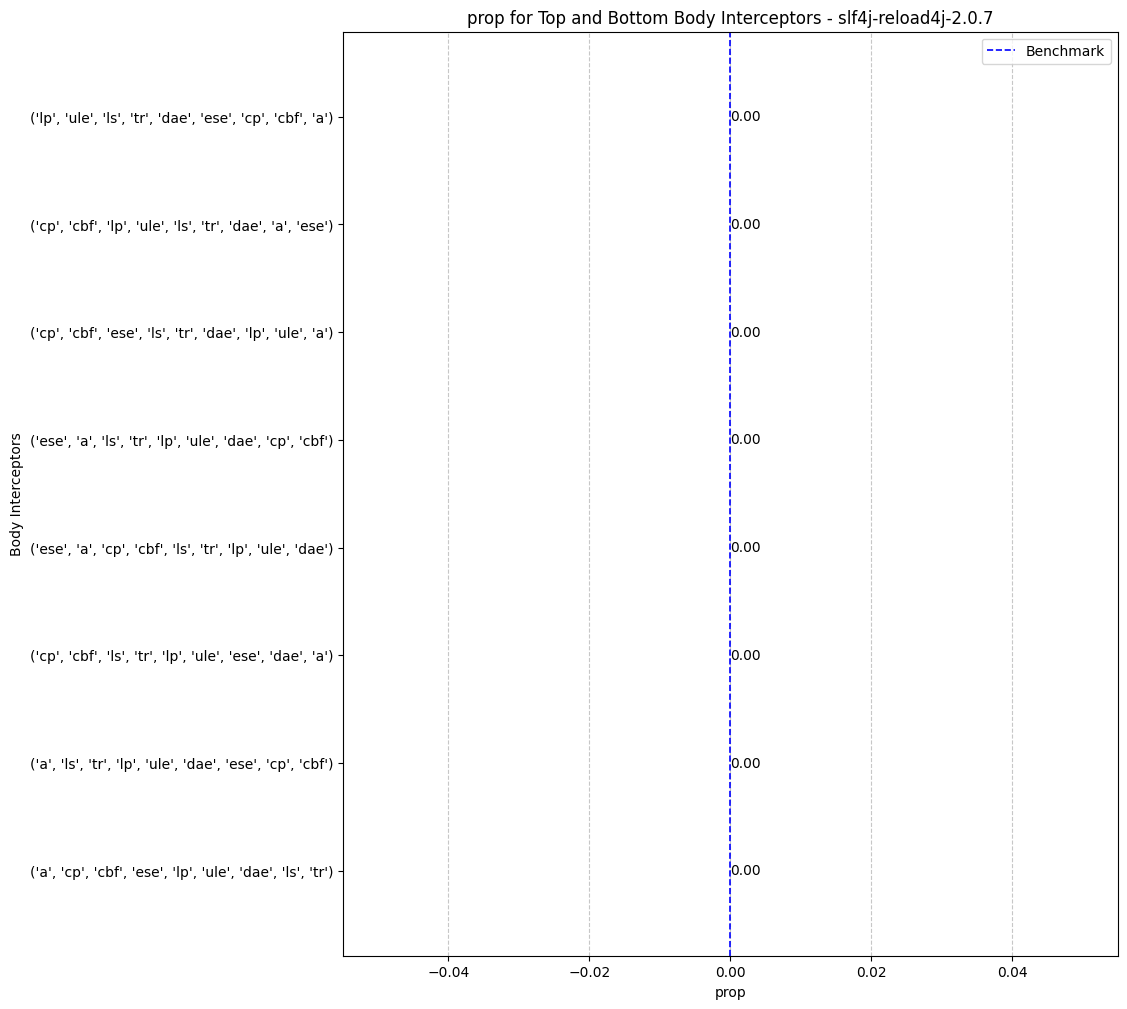 prop for Top and Bottom Body Interceptors - slf4j-reload4j-2.0.7
Benchmark
('lp', 'ule', 'ls', 'tr', 'dae', 'ese', 'cp', 'cbf', 'a')
0.00
('cp', 'cbf', 'lp', 'ule', 'ls', 'tr', 'dae', 'a', 'ese')
0.00
('cp', 'cbf', 'ese', 'ls', 'tr', 'dae', 'lp', 'ule', 'a')
0.00
('ese', 'a', 'ls', 'tr', 'lp', 'ule', 'dae', 'cp', 'cbf')
0.00
('ese', 'a', 'cp', 'cbf', 'ls', 'tr', 'lp', 'ule', 'dae')
0.00
('cp', 'cbf', 'ls', 'tr', 'lp', 'ule', 'ese', 'dae', 'a')
0.00
('a', 'ls', 'tr', 'lp', 'ule', 'dae', 'ese', 'cp', 'cbf')
0.00
('a', 'cp', 'cbf', 'ese', 'lp', 'ule', 'dae', 'ls', 'tr')
0.00
Body Interceptors
−0.04
−0.02
0.00
0.02
0.04
prop